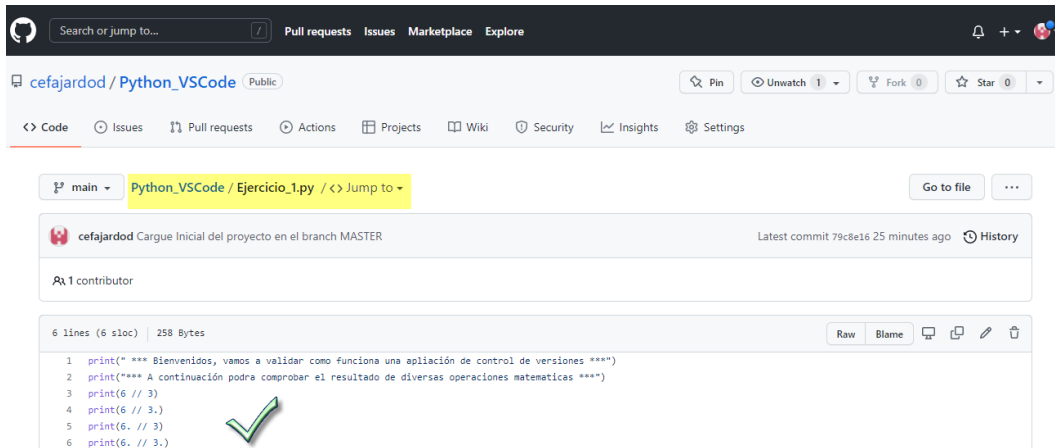 Search or jump to... / Pull requests Issues Marketplace Explore
cefajardod / Python_VSCode Public Pin Unwatch 1 Fork 0 Star 0
<> Code Issues Pull requests Actions Projects Wiki Security Insights Settings
main Python_VSCode / Ejercicio_1.py / <> Jump to Go to file ...
cefajardod Cargue Inicial del proyecto en el branch MASTER Latest commit 79c8e16 25 minutes ago History
1 contributor
6 lines (6 sloc) 258 Bytes Raw Blame
1 print(" *** Bienvenidos, vamos a validar como funciona una apliación de control de versiones ***")
2 print("*** A continuación podra comprobar el resultado de diversas operaciones matematicas ***")
3 print(6 // 3)
4 print(6 // 3.)
5 print(6. // 3)
6 print(6. // 3.)